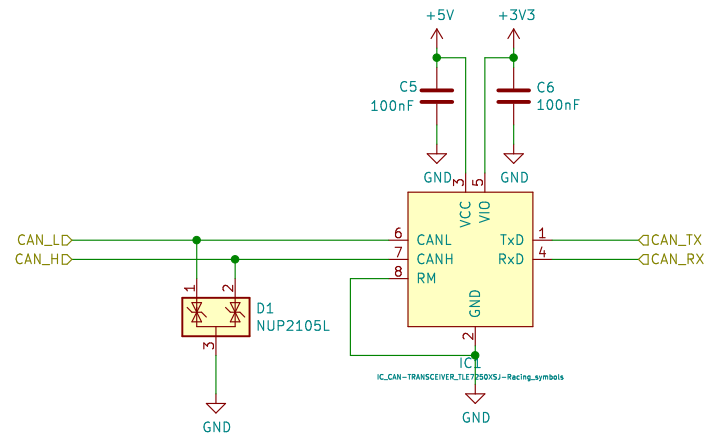 +5V
+3V3
C5
100nF
C6
100nF
GND
GND
3
5
VCC
VIO
CAN_L
6
CANL
TxD
1
CAN_TX
CAN_H
7
CANH
RxD
4
CAN_RX
8
RM
1
2
GND
D1
NUP2105L
3
2
IC1
IC_CAN-TRANSCEIVER_TLE7250XSJ-Racing_symbols
GND
GND